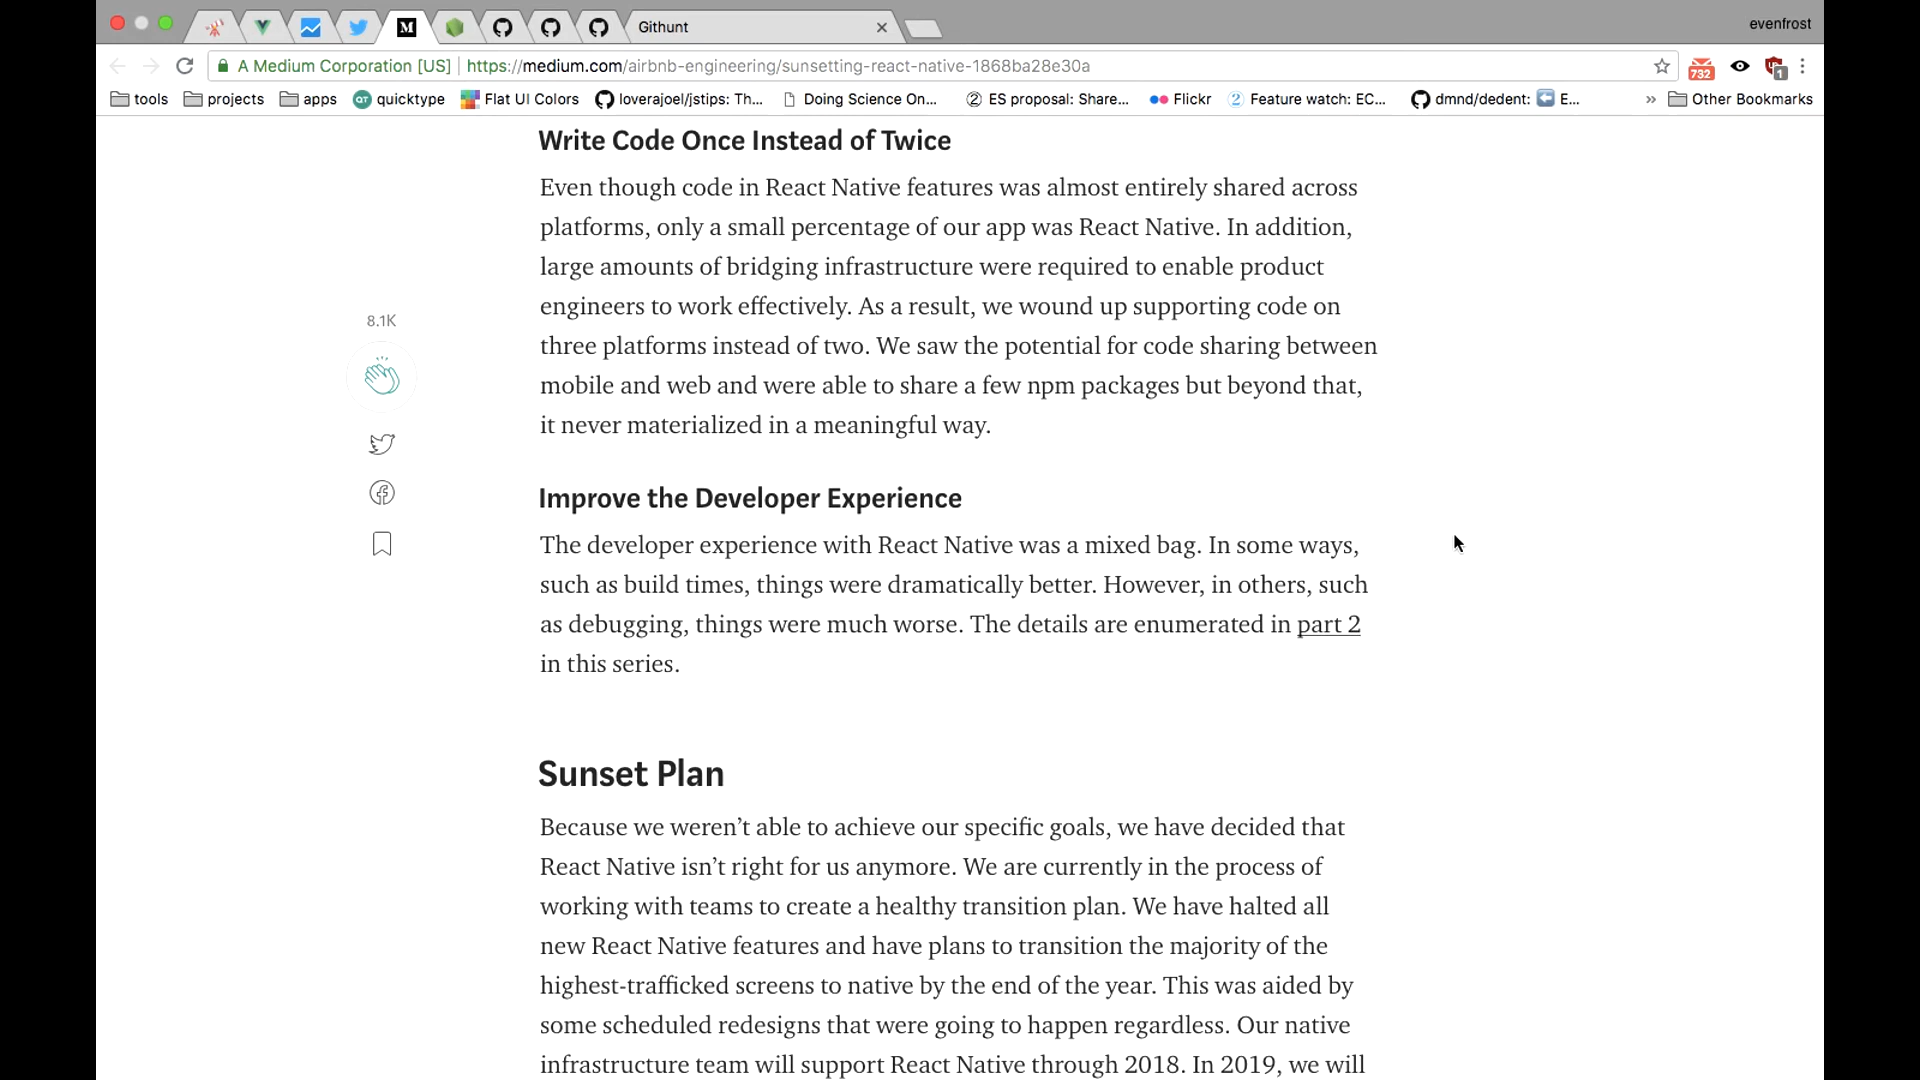 Githunt
evenfrost
A Medium Corporation [US]
https://medium.com/airbnb-engineering/sunsetting-react-native-1868ba28e30a
732
1
tools
projects
apps
QT quicktype
Flat UI Colors
loverajoel/jstips: Th...
Doing Science On...
② ES proposal: Share...
Flickr
2 Feature watch: EC...
dmnd/dedent: ⬅ E...
» Other Bookmarks
Write Code Once Instead of Twice
Even though code in React Native features was almost entirely shared across
platforms, only a small percentage of our app was React Native. In addition,
large amounts of bridging infrastructure were required to enable product
engineers to work effectively. As a result, we wound up supporting code on
three platforms instead of two. We saw the potential for code sharing between
mobile and web and were able to share a few npm packages but beyond that,
it never materialized in a meaningful way.
8.1K
Improve the Developer Experience
The developer experience with React Native was a mixed bag. In some ways,
such as build times, things were dramatically better. However, in others, such
as debugging, things were much worse. The details are enumerated in part 2
in this series.
Sunset Plan
Because we weren’t able to achieve our specific goals, we have decided that
React Native isn’t right for us anymore. We are currently in the process of
working with teams to create a healthy transition plan. We have halted all
new React Native features and have plans to transition the majority of the
highest-trafficked screens to native by the end of the year. This was aided by
some scheduled redesigns that were going to happen regardless. Our native
infrastructure team will support React Native through 2018. In 2019, we will